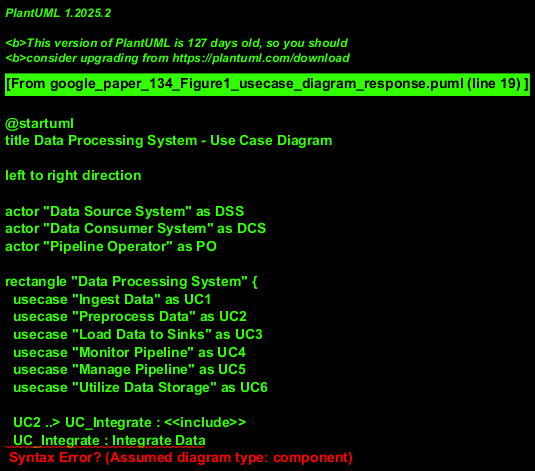 PlantUML 1.2025.2
<b>This version of PlantUML is 127 days old, so you should
<b>consider upgrading from https://plantuml.com/download
[From google_paper_134_Figure1_usecase_diagram_response.puml (line 19) ]
@startuml
title Data Processing System - Use Case Diagram
left to right direction
actor "Data Source System" as DSS
actor "Data Consumer System" as DCS
actor "Pipeline Operator" as PO
rectangle "Data Processing System" {
usecase "Ingest Data" as UC1
usecase "Preprocess Data" as UC2
usecase "Load Data to Sinks" as UC3
usecase "Monitor Pipeline" as UC4
usecase "Manage Pipeline" as UC5
usecase "Utilize Data Storage" as UC6
UC2 ..> UC_Integrate : <<include>>
UC_Integrate : Integrate Data
Syntax Error? (Assumed diagram type: component)